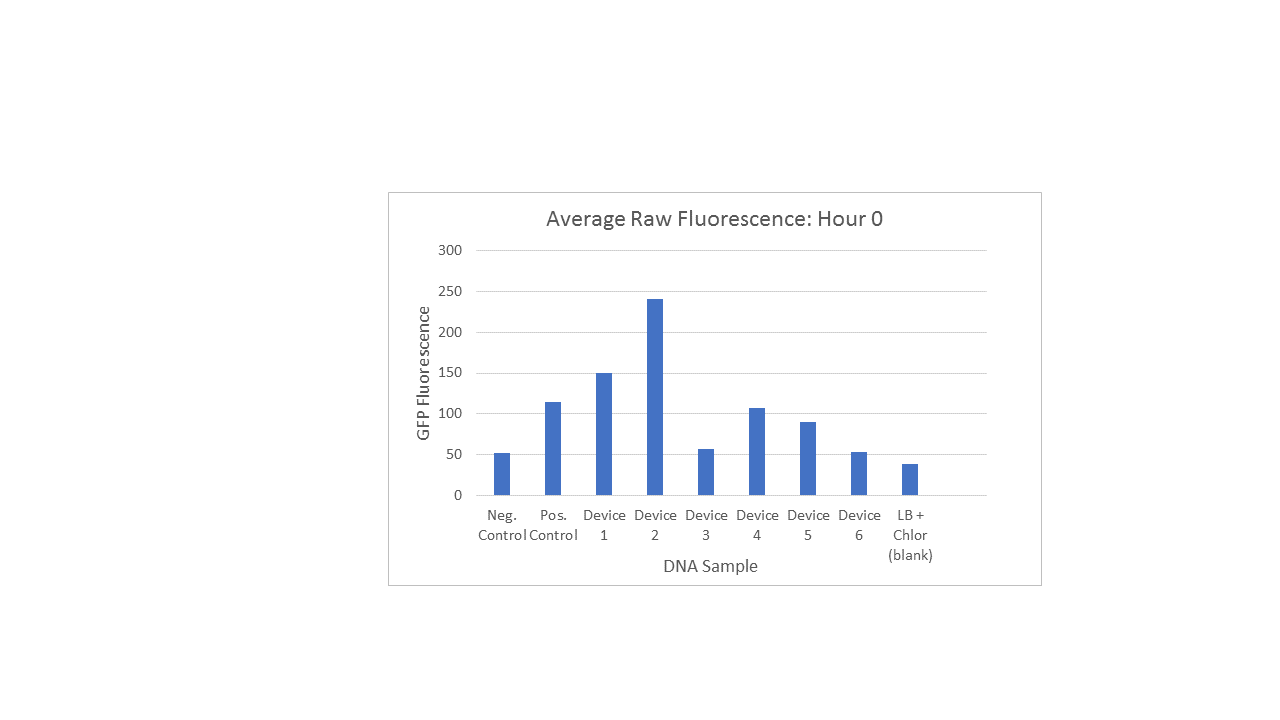 Average Raw Fluorescence: Hour 0
300
250
200
150
100
50
0
GFP Fluorescence
Neg. Control
Pos. Control
Device 1
Device 2
Device 3
Device 4
Device 5
Device 6
LB + Chlor (blank)
DNA Sample